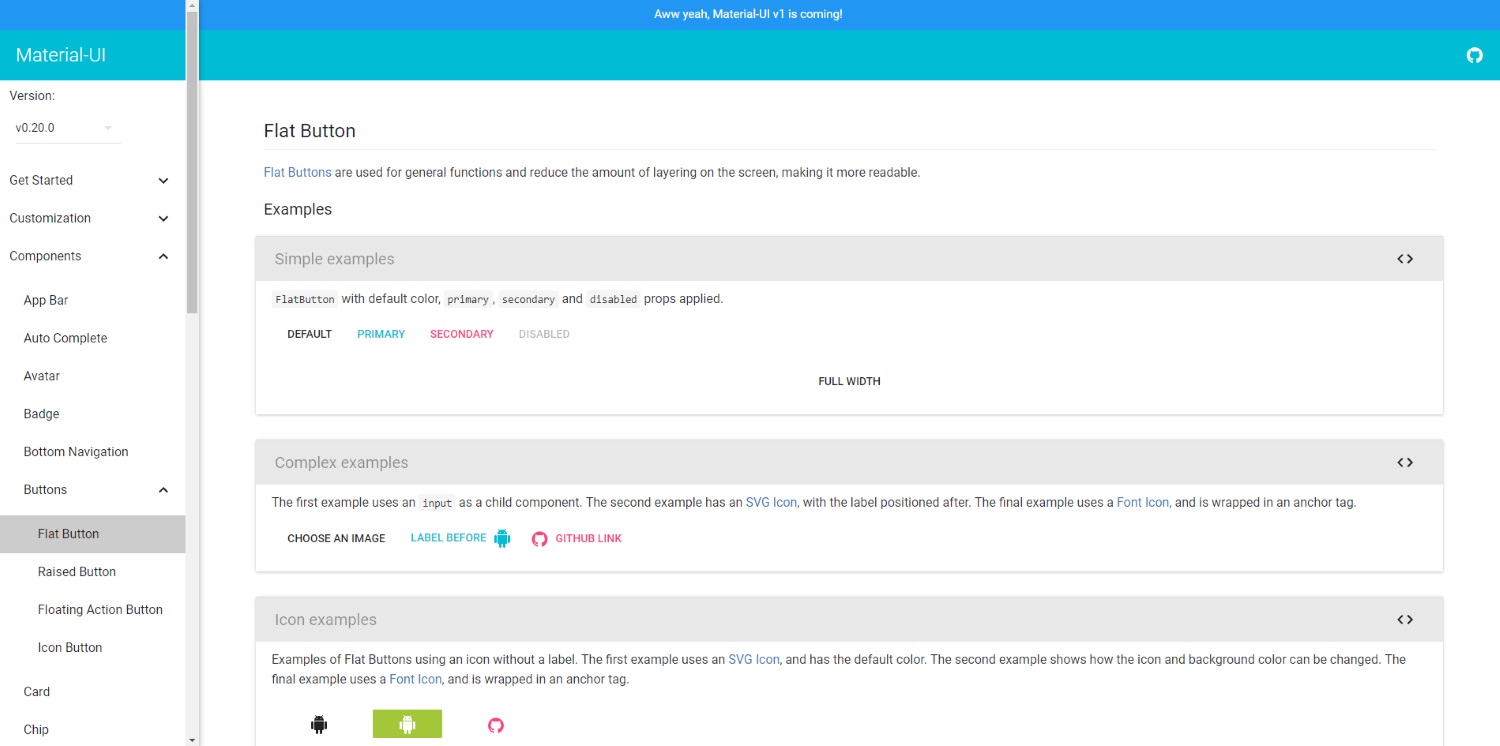 Aww yeah, Material-UI v1 is coming!
Material-UI
Version:
v0.20.0
Get Started
Customization
Components
App Bar
Auto Complete
Avatar
Badge
Bottom Navigation
Buttons
Flat Button
Raised Button
Floating Action Button
Icon Button
Card
Chip
Flat Button
Flat Buttons are used for general functions and reduce the amount of layering on the screen, making it more readable.
Examples
Simple examples
FlatButton with default color, primary, secondary and disabled props applied.
DEFAULT PRIMARY SECONDARY DISABLED
FULL WIDTH
Complex examples
The first example uses an input as a child component. The second example has an SVG Icon, with the label positioned after. The final example uses a Font Icon, and is wrapped in an anchor tag.
CHOOSE AN IMAGE LABEL BEFORE GITHUB LINK
Icon examples
Examples of Flat Buttons using an icon without a label. The first example uses an SVG Icon, and has the default color. The second example shows how the icon and background color can be changed. The
final example uses a Font Icon, and is wrapped in an anchor tag.